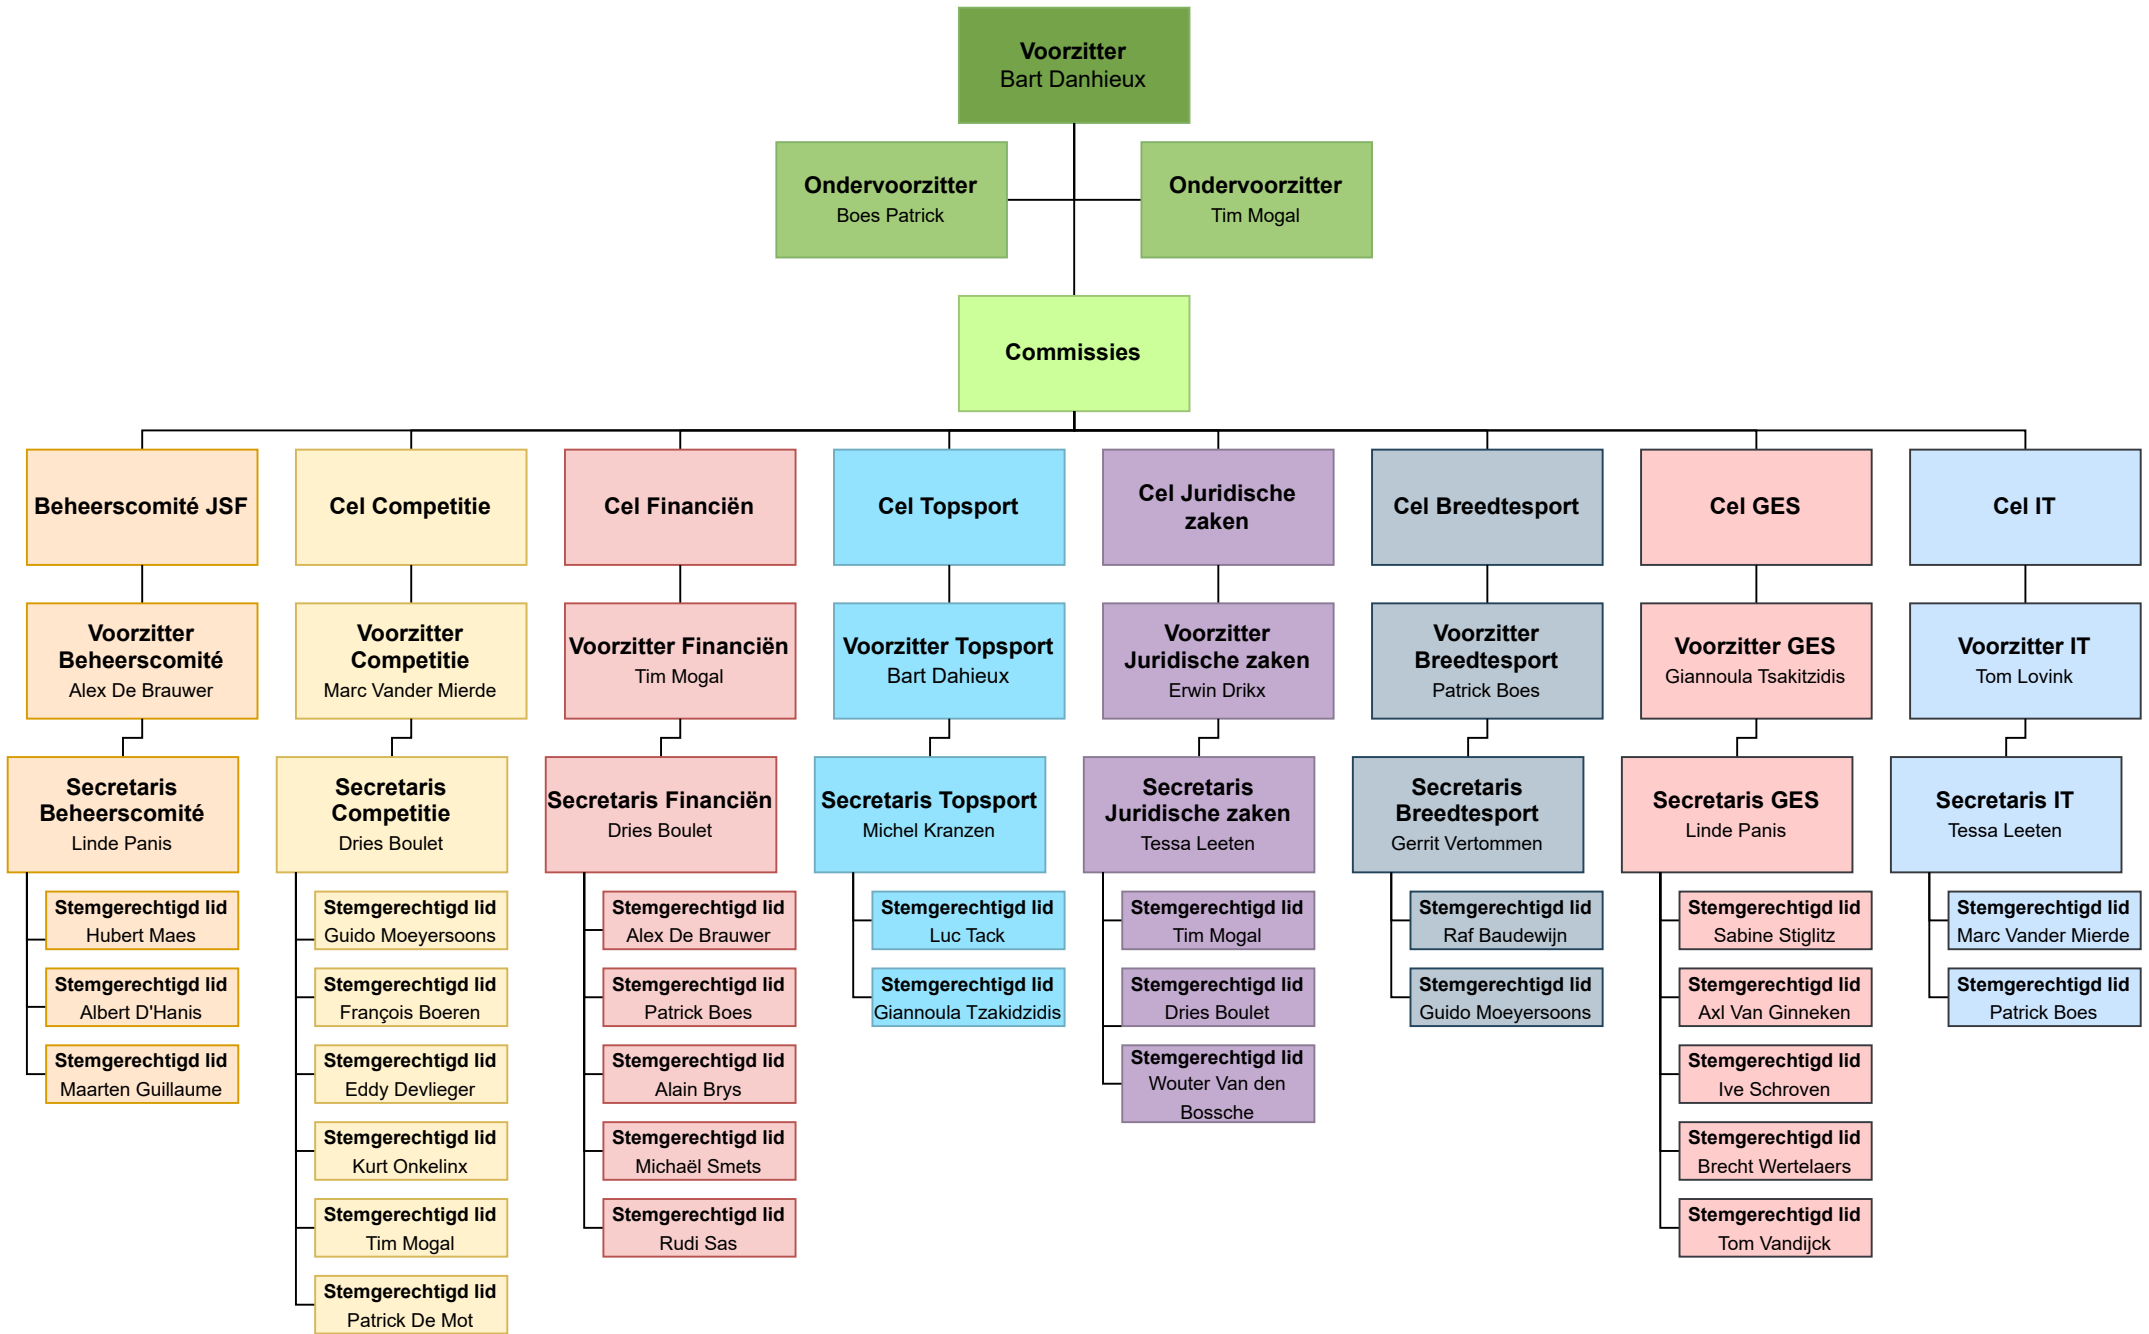 Voorzitter
Bart Danhieux
Ondervoorzitter
Boes Patrick
Ondervoorzitter
Tim Mogal
Commissies
Beheerscomité JSF
Cel Competitie
Cel Financiën
Cel Topsport
Cel Juridische
zaken
Cel Breedtesport
Cel GES
Cel IT
Voorzitter
Beheerscomité
Alex De Brauwer
Voorzitter
Competitie
Marc Vander Mierde
Voorzitter Financiën
Tim Mogal
Voorzitter Topsport
Bart Dahieux
Voorzitter
Juridische zaken
Erwin Drikx
Voorzitter
Breedtesport
Patrick Boes
Voorzitter GES
Giannoula Tsakitzidis
Voorzitter IT
Tom Lovink
Secretaris
Beheerscomité
Linde Panis
Secretaris
Competitie
Dries Boulet
Secretaris Financiën
Dries Boulet
Secretaris Topsport
Michel Kranzen
Secretaris
Juridische zaken
Tessa Leeten
Secretaris
Breedtesport
Gerrit Vertommen
Secretaris GES
Linde Panis
Secretaris IT
Tessa Leeten
Stemgerechtigd lid
Hubert Maes
Stemgerechtigd lid
Albert D'Hanis
Stemgerechtigd lid
Maarten Guillaume
Stemgerechtigd lid
Guido Moeyersoons
Stemgerechtigd lid
François Boeren
Stemgerechtigd lid
Eddy Devlieger
Stemgerechtigd lid
Kurt Onkelinx
Stemgerechtigd lid
Tim Mogal
Stemgerechtigd lid
Patrick De Mot
Stemgerechtigd lid
Alex De Brauwer
Stemgerechtigd lid
Patrick Boes
Stemgerechtigd lid
Alain Brys
Stemgerechtigd lid
Michaël Smets
Stemgerechtigd lid
Rudi Sas
Stemgerechtigd lid
Luc Tack
Stemgerechtigd lid
Giannoula Tzakidzidis
Stemgerechtigd lid
Tim Mogal
Stemgerechtigd lid
Dries Boulet
Stemgerechtigd lid
Wouter Van den
Bossche
Stemgerechtigd lid
Raf Baudewijn
Stemgerechtigd lid
Guido Moeyersoons
Stemgerechtigd lid
Sabine Stiglitz
Stemgerechtigd lid
Axl Van Ginneken
Stemgerechtigd lid
Ive Schroven
Stemgerechtigd lid
Brecht Wertelaers
Stemgerechtigd lid
Tom Vandijck
Stemgerechtigd lid
Marc Vander Mierde
Stemgerechtigd lid
Patrick Boes